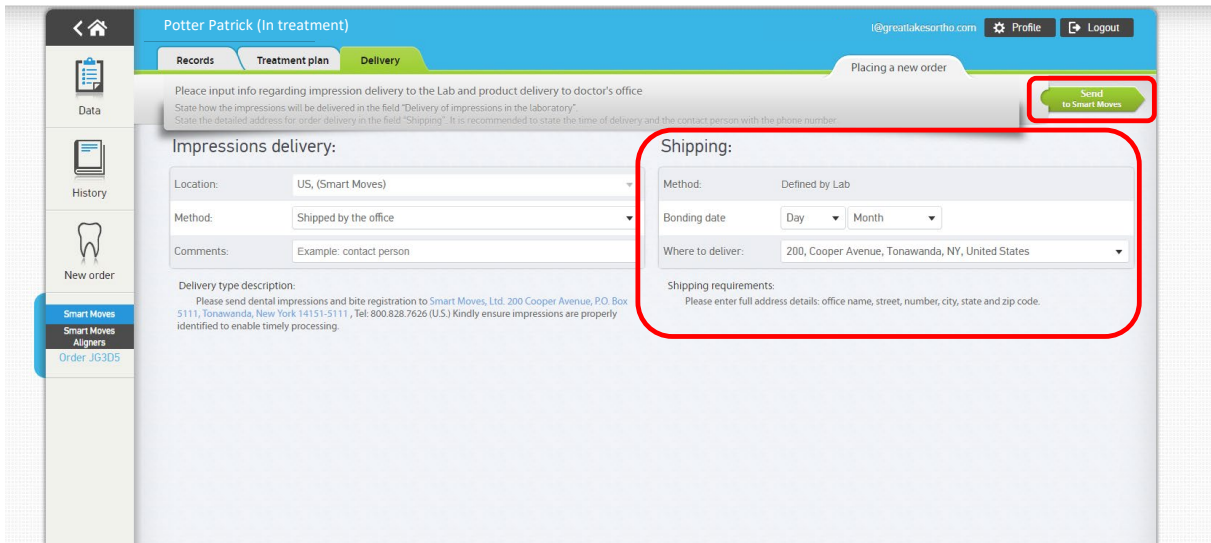 Potter Patrick (In treatment)
l@greatlakesortho.com
Profile
Logout
Records
Treatment plan
Delivery
Placing a new order
Pleace input info regarding impression delivery to the Lab and product delivery to doctor's office
State how the impressions will be delivered in the field "Delivery of impressions in the laboratory".
State the detailed address for order delivery in the field "Shipping". It is recommended to state the time of delivery and the contact person with the phone number.
Send
to Smart Moves
Data
History
New order
Smart Moves
Smart Moves
Aligners
Order JG3D5
Impressions delivery:
Location:
US, (Smart Moves)
Method:
Shipped by the office
Comments:
Example: contact person
Delivery type description:
Please send dental impressions and bite registration to Smart Moves, Ltd. 200 Cooper Avenue, P.O. Box
5111, Tonawanda, New York 14151-5111 , Tel: 800.828.7626 (U.S.) Kindly ensure impressions are properly
identified to enable timely processing.
Shipping:
Method:
Defined by Lab
Bonding date
Day
Month
Where to deliver:
200, Cooper Avenue, Tonawanda, NY, United States
Shipping requirements:
Please enter full address details: office name, street, number, city, state and zip code.